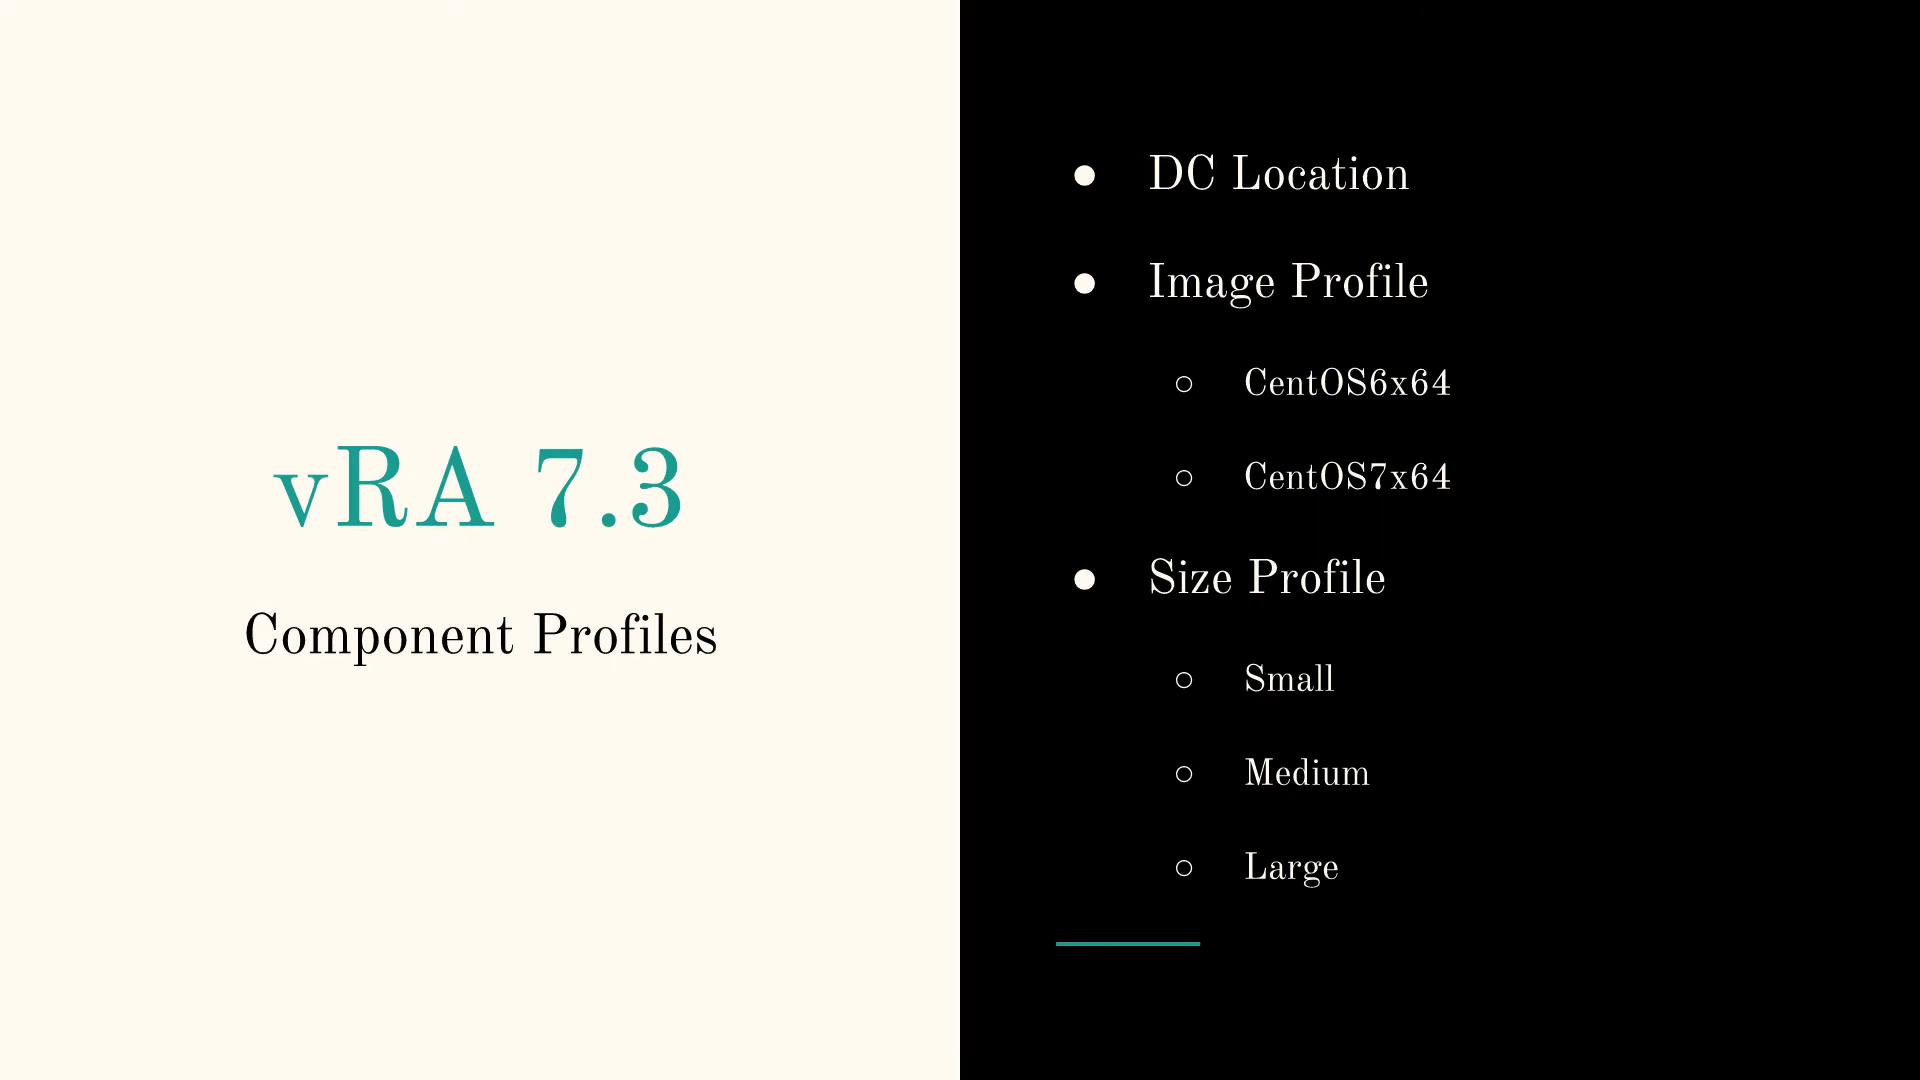 vRA 7.3
Component Profiles
● DC Location
● Image Profile
○ CentOS6x64
○ CentOS7x64
● Size Profile
○ Small
○ Medium
○ Large